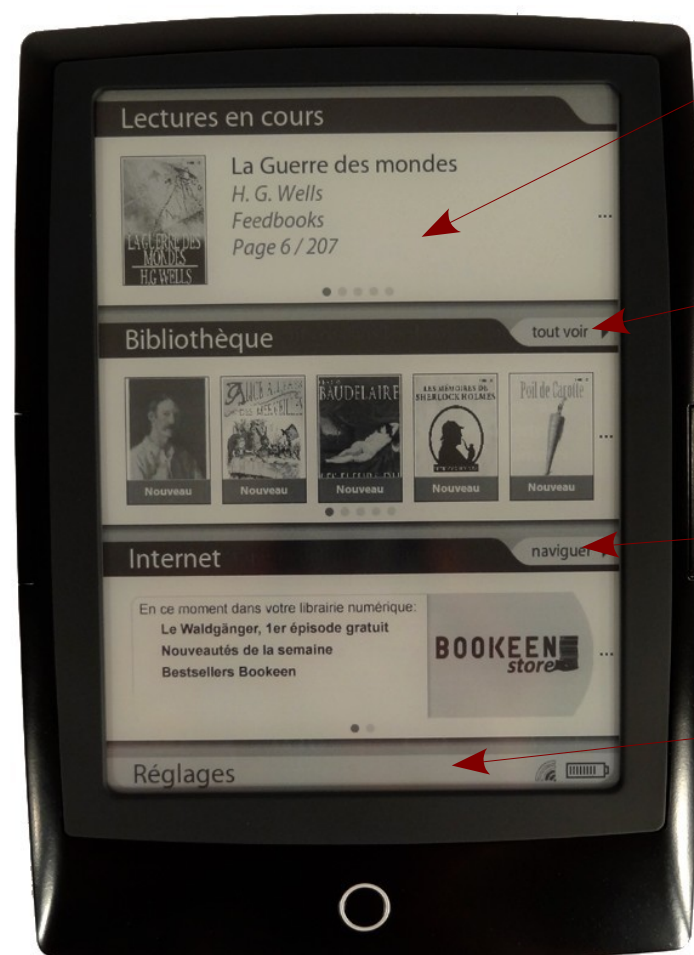 Lectures en cours
La Guerre des mondes
H. G. Wells
Feedbooks
Page 6 / 207
LA GUERRE DES
MONDES
H.G WELLS
Bibliothèque
tout voir
BAUDELAIRE
LES MÉMOIRES DE
SHERLOCK HOLMES
Poil de Carotte
Nouveau
Nouveau
Nouveau
Nouveau
Nouveau
Internet
naviguer
En ce moment dans votre librairie numérique:
Le Waldgänger, 1er épisode gratuit
Nouveautés de la semaine
Bestsellers Bookeen
BOOKEEN
store
Réglages